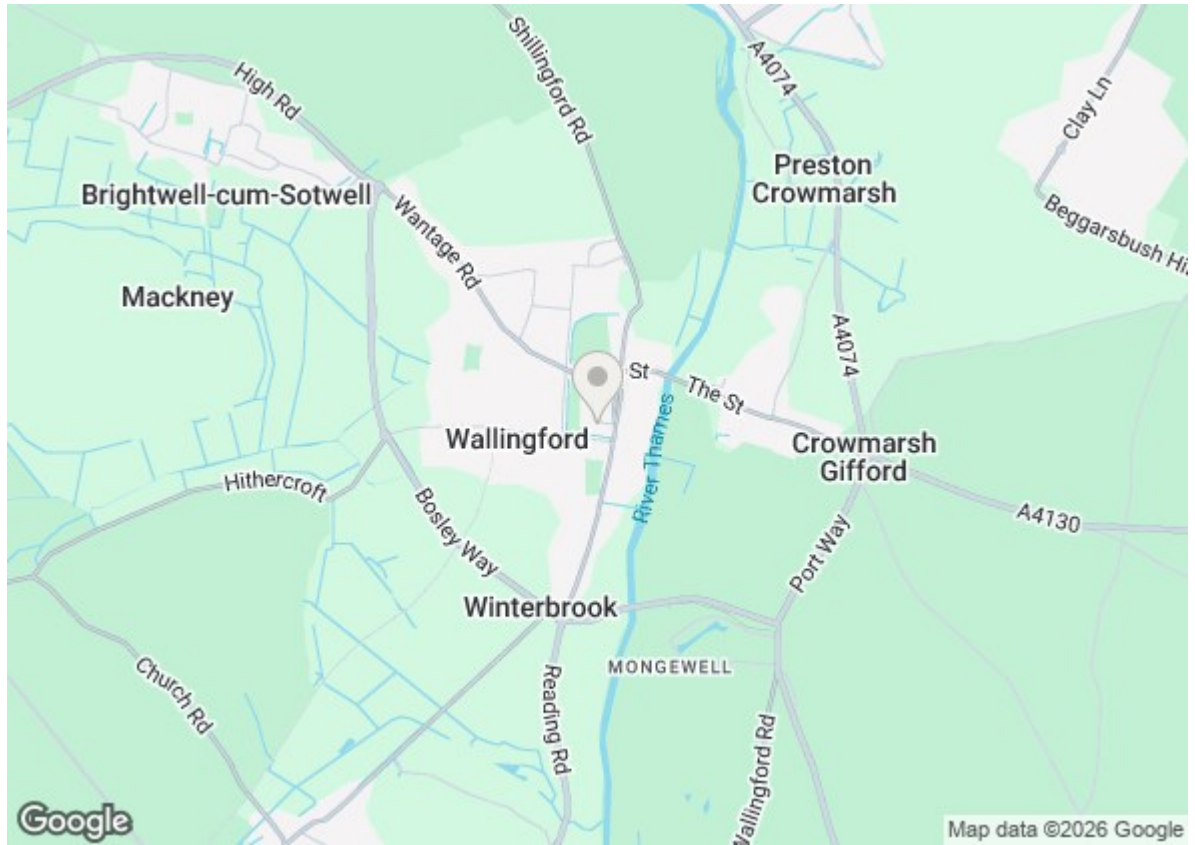 Shillingford Rd
A4074
High Rd
Clay Ln
Preston
Crowmarsh
Brightwell-cum-Sotwell
Wantage Rd
Beggarsbush Hi
Mackney
A4074
St
The St
River Thames
Wallingford
Crowmarsh
Gifford
Hithercroft
Bosley Way
A4130
Port Way
Winterbrook
MONGEWELL
Church Rd
Reading Rd
Wallingford Rd
Google
Map data ©2026 Google